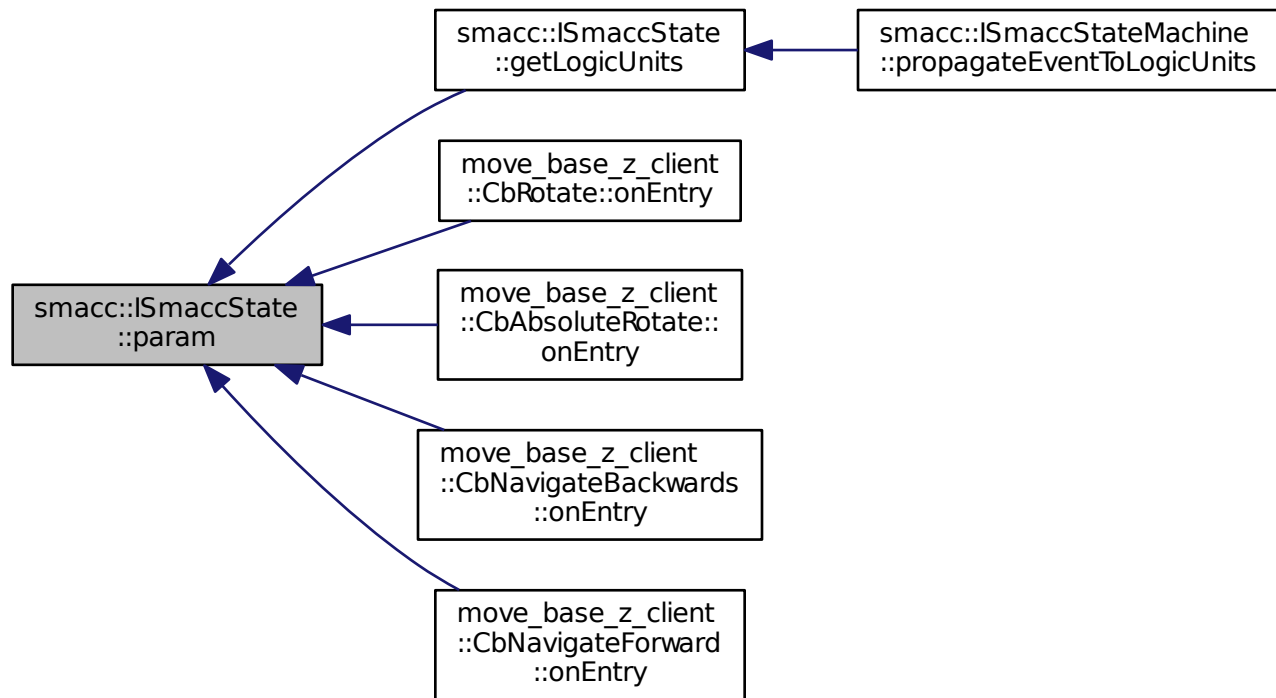 smacc::ISmaccState
::getLogicUnits
smacc::ISmaccStateMachine
::propagateEventToLogicUnits
move_base_z_client
::CbRotate::onEntry
smacc::ISmaccState
::param
move_base_z_client
::CbAbsoluteRotate::
onEntry
move_base_z_client
::CbNavigateBackwards
::onEntry
move_base_z_client
::CbNavigateForward
::onEntry